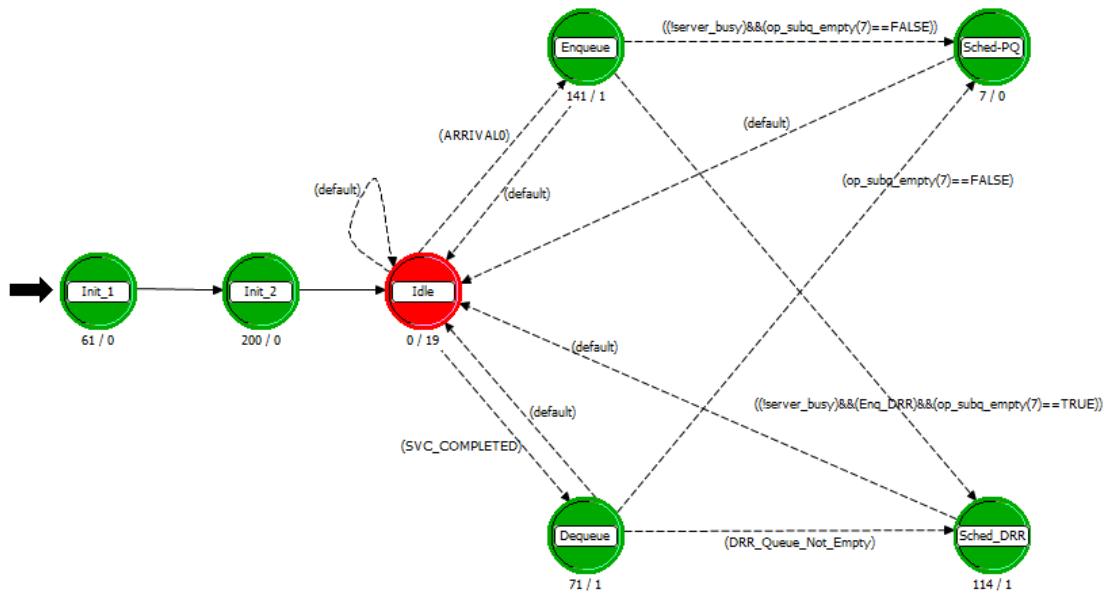 ((!server_busy)&&(op_subq_empty(7)==FALSE))
Enqueue
Sched-PQ
141 / 1
7 / 0
(ARRIVAL0)
(default)
(default)
(default)
(op_subq_empty(7)==FALSE)
Init_1
Init_2
Idle
61 / 0
200 / 0
0 / 19
(default)
((!server_busy)&&(Enq_DRR)&&(op_subq_empty(7)==TRUE))
(default)
(SVC_COMPLETED)
Dequeue
(DRR_Queue_Not_Empty)
Sched_DRR
71 / 1
114 / 1